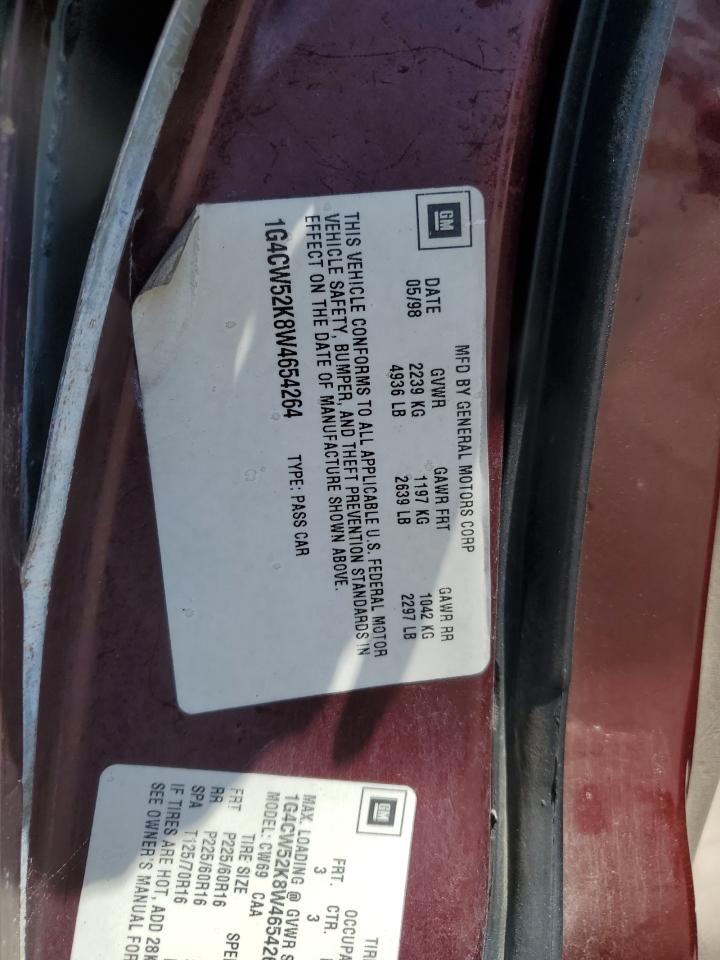 GM
MFD BY GENERAL MOTORS CORP
DATE GVWR GAWR FRT GAWR RR
05/98 2239 KG 1197 KG 1042 KG
4936 LB 2639 LB 2297 LB
THIS VEHICLE CONFORMS TO ALL APPLICABLE U.S. FEDERAL MOTOR
VEHICLE SAFETY, BUMPER, AND THEFT PREVENTION STANDARDS IN
EFFECT ON THE DATE OF MANUFACTURE SHOWN ABOVE.
1G4CW52K8W4654264 TYPE: PASS CAR
GM
FRT. CTR.
3 3
MAX. LOADING @ GVWR
1G4CW52K8W465426
MODEL: CW69 CAA
TIRE SIZE
FRT P225/60R16
RR P225/60R16
SPA T125/70R16
IF TIRES ARE HOT, ADD 28
SEE OWNER'S MANUAL FOR